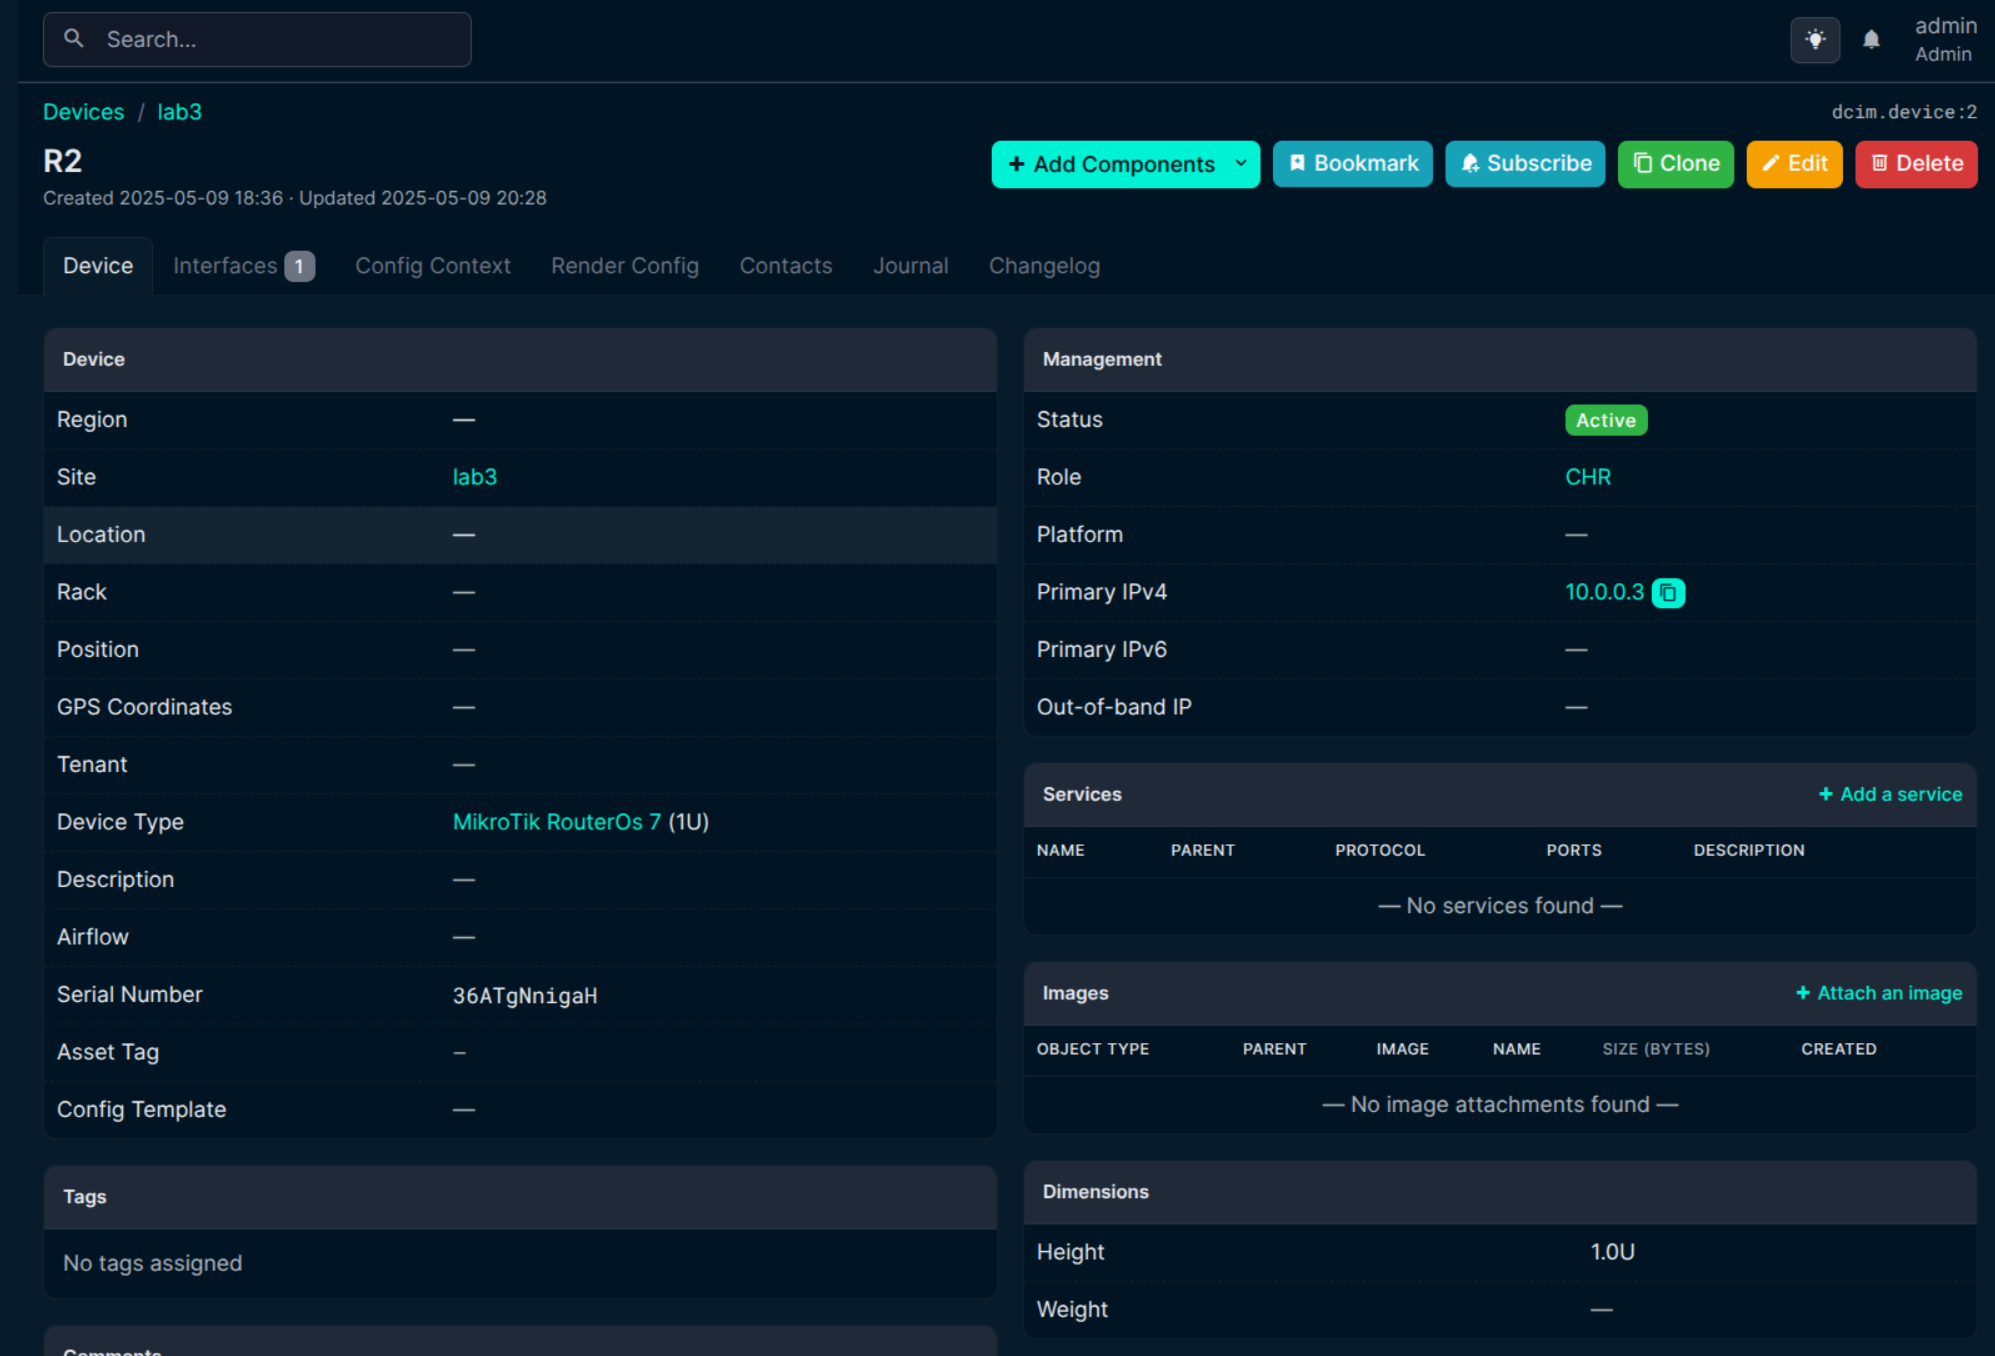 Search...
admin
Admin
Devices / lab3
dcim.device:2
R2
Created 2025-05-09 18:36 · Updated 2025-05-09 20:28
+ Add Components
Bookmark
Subscribe
Clone
Edit
Delete
Device
Interfaces 1
Config Context
Render Config
Contacts
Journal
Changelog
Device
Region —
Site lab3
Location —
Rack —
Position —
GPS Coordinates —
Tenant —
Device Type MikroTik RouterOs 7 (1U)
Description —
Airflow —
Serial Number 36ATgNnigaH
Asset Tag –
Config Template —
Tags
No tags assigned
Comments
Management
Status Active
Role CHR
Platform —
Primary IPv4 10.0.0.3
Primary IPv6 —
Out-of-band IP —
Services + Add a service
NAME PARENT PROTOCOL PORTS DESCRIPTION
— No services found —
Images + Attach an image
OBJECT TYPE PARENT IMAGE NAME SIZE (BYTES) CREATED
— No image attachments found —
Dimensions
Height 1.0U
Weight —